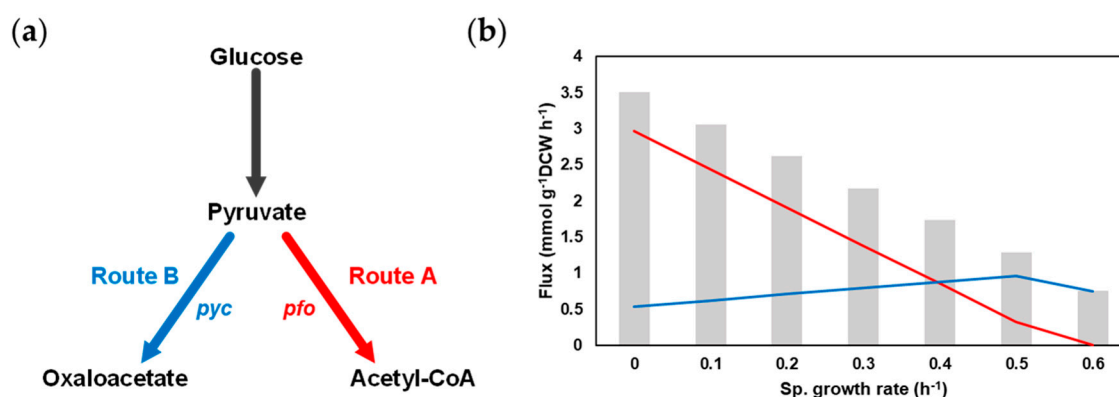 (a)
Glucose
Pyruvate
Route B
Route A
pyc
pfo
Oxaloacetate
Acetyl-CoA
(b)
Flux (mmol g-1DCW h-1)
4
3.5
3
2.5
2
1.5
1
0.5
0
0 0.1 0.2 0.3 0.4 0.5 0.6
Sp. growth rate (h-1)